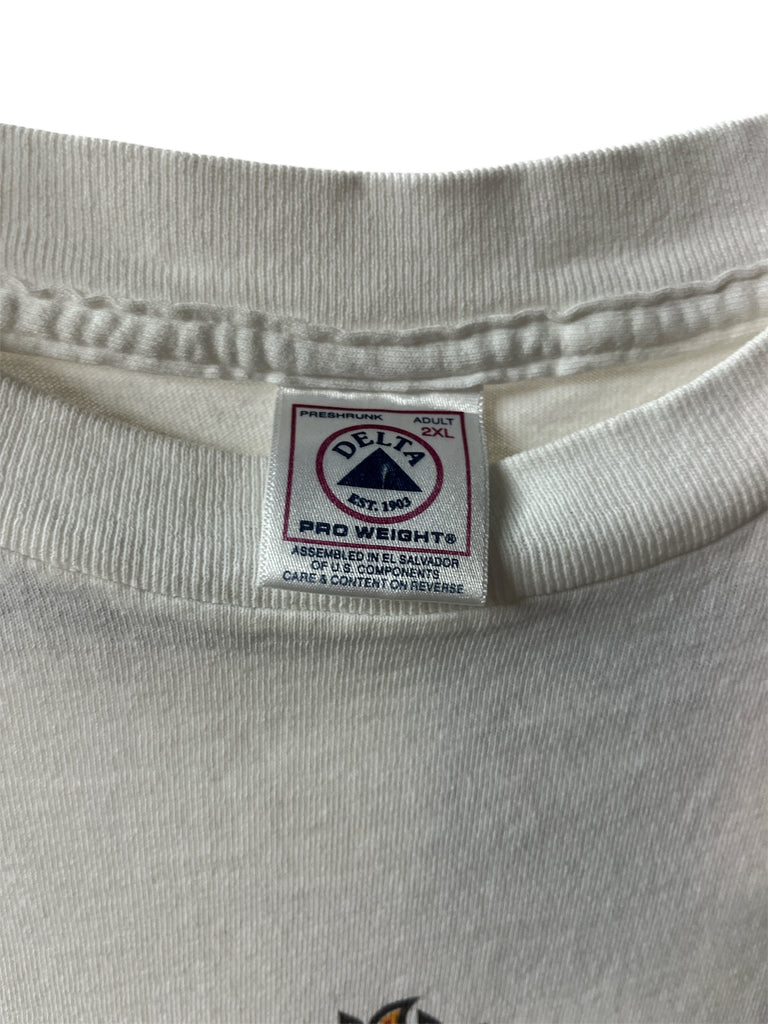 PRESHRUNK ADULT
2XL
DELTA
EST. 1903
PRO WEIGHT®
ASSEMBLED IN EL SALVADOR
OF U.S. COMPONENTS
CARE & CONTENT ON REVERSE